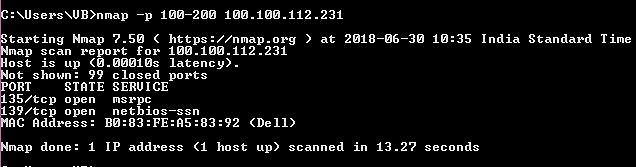 C:\Users\VB>nmap -p 100-200 100.100.112.231
Starting Nmap 7.50 ( https://nmap.org ) at 2018-06-30 10:35 India Standard Time
Nmap scan report for 100.100.112.231
Host is up (0.00010s latency).
Not shown: 99 closed ports
PORT    STATE SERVICE
135/tcp open  msrpc
139/tcp open  netbios-ssn
MAC Address: B0:83:FE:A5:83:92 (Dell)
Nmap done: 1 IP address (1 host up) scanned in 13.27 seconds